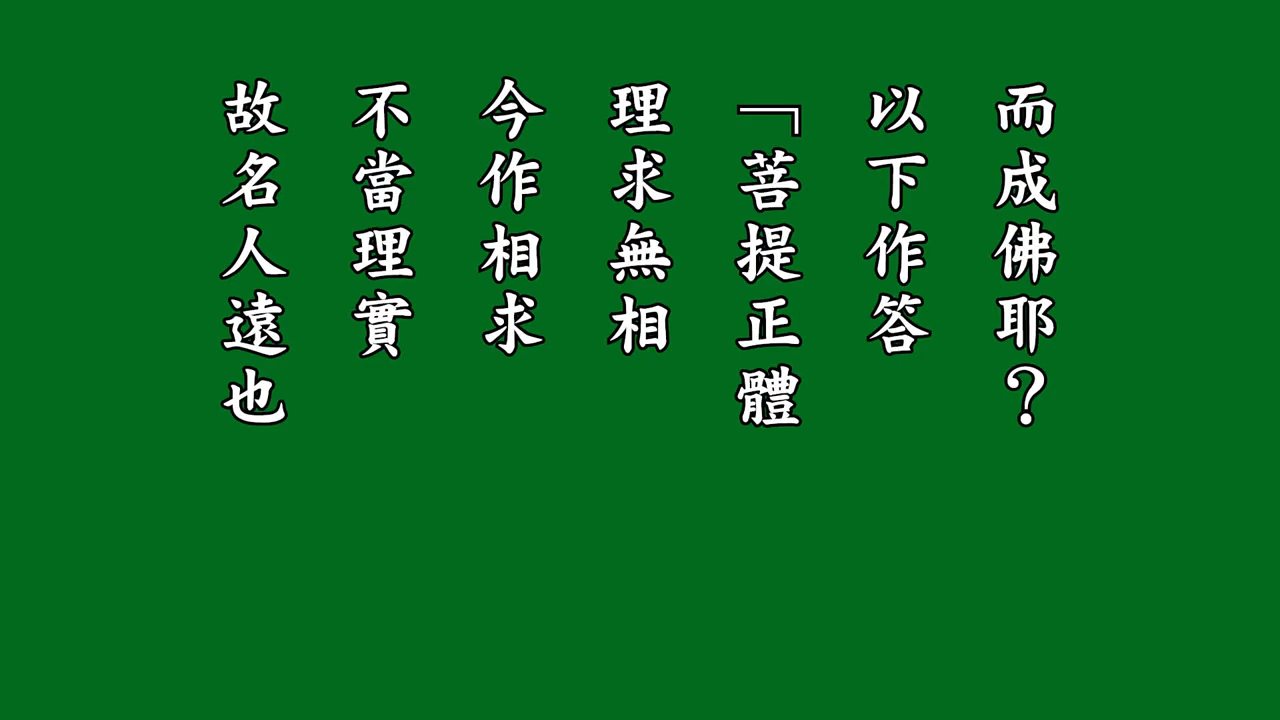 而成佛耶？
以下作答
「菩提正體
理求無相
今作相求
不當理實
故名人遠也